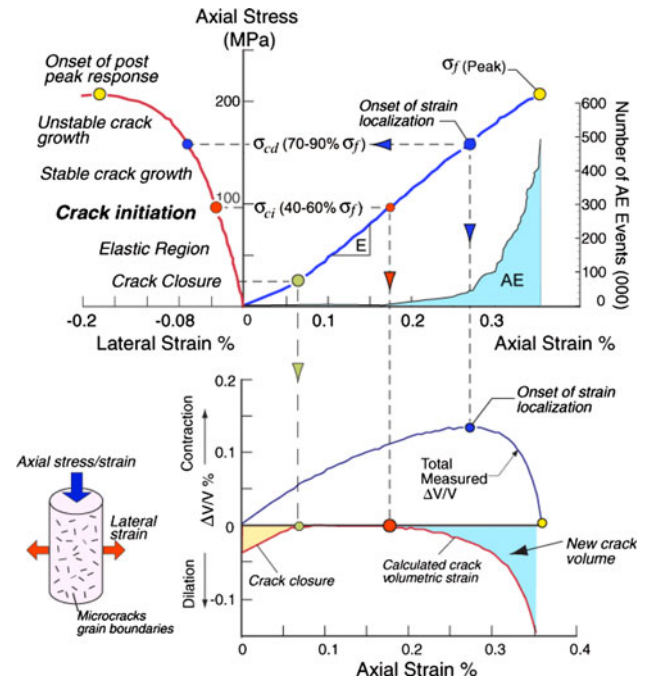 Axial Stress
(MPa)
Onset of post
peak response
200
Unstable crack
growth
Stable crack growth
Crack initiation
100
Elastic Region
Crack Closure
σcd (70-90% σf)
σci (40-60% σf)
E
Onset of strain
localization
σf (Peak)
AE
600
500
400
300
200
100
0
Number of AE Events (000)
-0.2
-0.08
0
0.1
0.2
0.3
Lateral Strain %
Axial Strain %
0.2
0.1
0
-0.1
Contraction
ΔV/V %
Dilation
Onset of strain
localization
Total
Measured
ΔV/V
Crack closure
Calculated crack
volumetric strain
New crack
volume
0
0.1
0.2
0.3
0.4
Axial Strain %
Axial stress/strain
Lateral
strain
Microcracks
grain boundaries